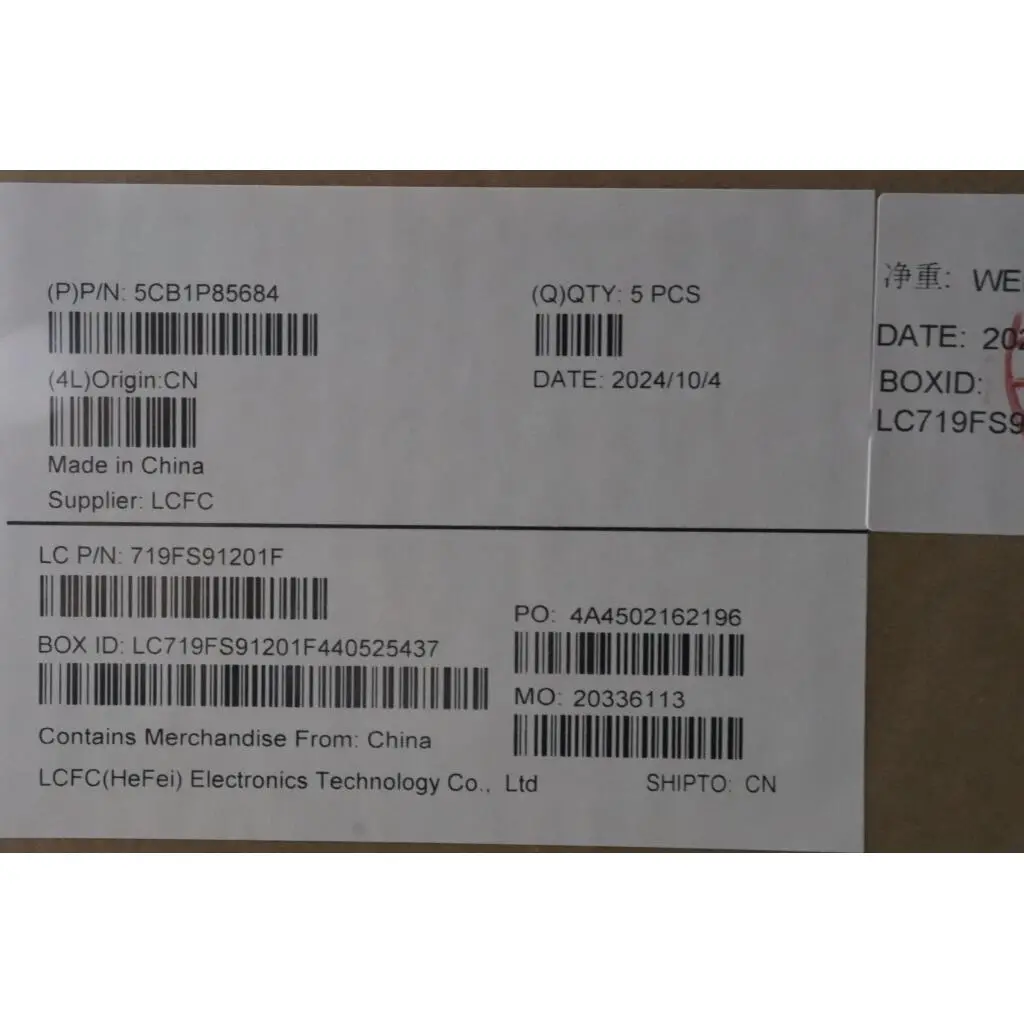 (P)P/N: 5CB1P85684
(Q)QTY: 5 PCS
(4L)Origin:CN
DATE: 2024/10/4
Made in China
Supplier: LCFC
LC P/N: 719FS91201F
BOX ID: LC719FS91201F440525437
PO: 4A4502162196
MO: 20336113
Contains Merchandise From: China
LCFC(HeFei) Electronics Technology Co., Ltd
SHIPTO: CN
净重: WE
DATE: 202
BOXID:
LC719FS9